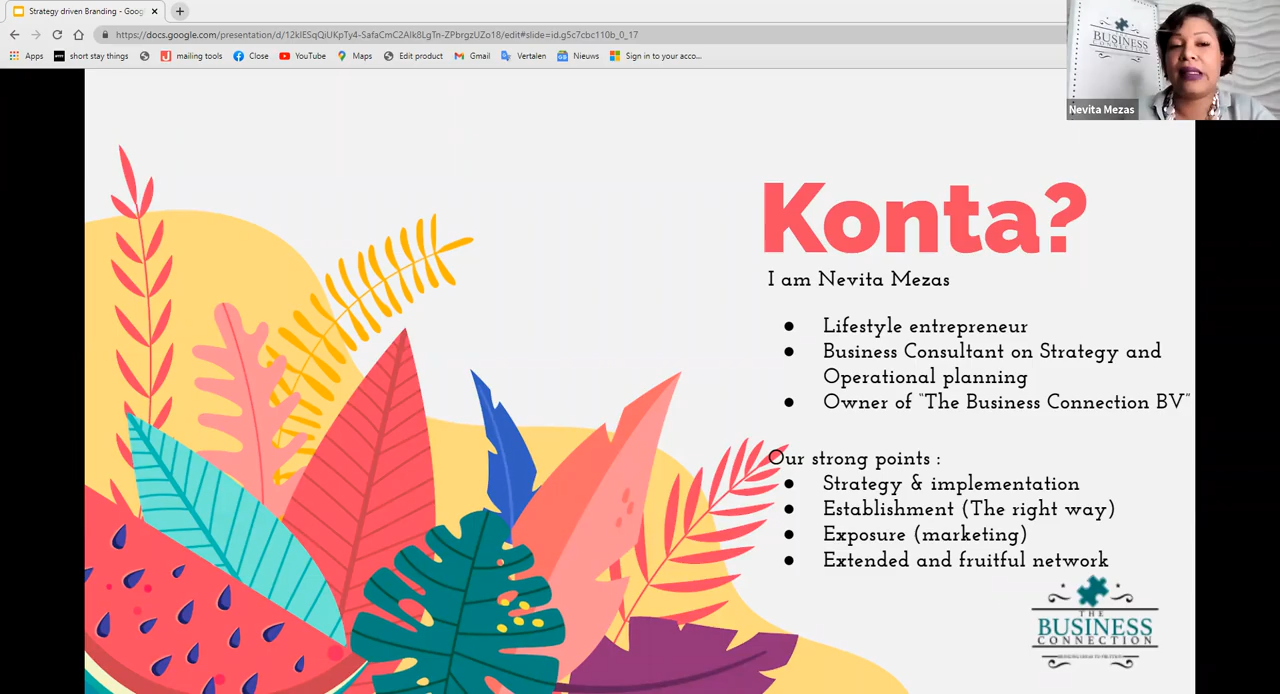 Strategy driven Branding - Goog
https://docs.google.com/presentation/d/12kIESqQiUKpTy4-SafaCmC2AIk8LgTn-ZPbrgzUZo18/edit#slide=id.g5c7cbc110b_0_17
Apps short stay things mailing tools Close YouTube Maps Edit product Gmail Vertalen Nieuws Sign in to your acco...
BUSINESS
CONNECTION
Nevita Mezas
Konta?
I am Nevita Mezas
● Lifestyle entrepreneur
● Business Consultant on Strategy and
Operational planning
● Owner of "The Business Connection BV"
Our strong points :
● Strategy & implementation
● Establishment (The right way)
● Exposure (marketing)
● Extended and fruitful network
THE
BUSINESS
CONNECTION